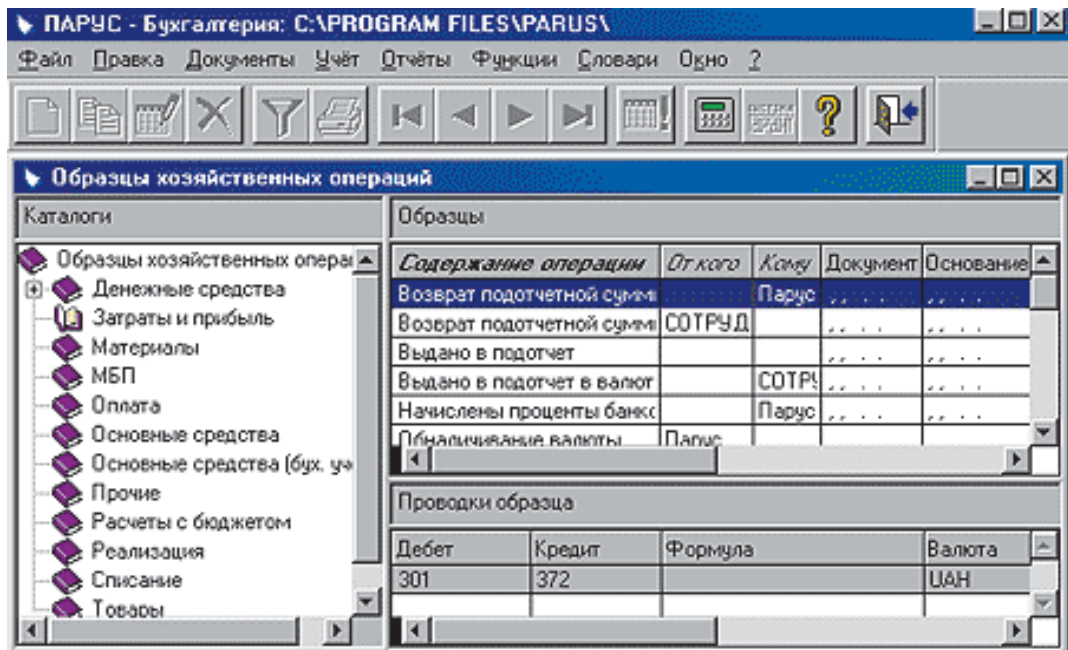 ПАРУС - Бухгалтерия: C:\PROGRAM FILES\PARUS\
Файл Правка Документы Учёт Отчёты Функции Словари Окно ?
Образцы хозяйственных операций
Каталоги
Образцы хозяйственных опера
Денежные средства
Затраты и прибыль
Материалы
МБП
Оплата
Основные средства
Основные средства (бух. уч
Прочие
Расчеты с бюджетом
Реализация
Списание
Товары
Образцы
Содержание операции От кого Кому Документ Основание
Возврат подотчетной сумм Парус ,, . . ,, . .
Возврат подотчетной сумм СОТРУД ,, . . ,, . .
Выдано в подотчет ,, . . ,, . .
Выдано в подотчет в валют СОТР ,, . . ,, . .
Начислены проценты банко Парус ,, . . ,, . .
Обналичивание валюты Парус
Проводки образца
Дебет Кредит Формула Валюта
301 372 UAH